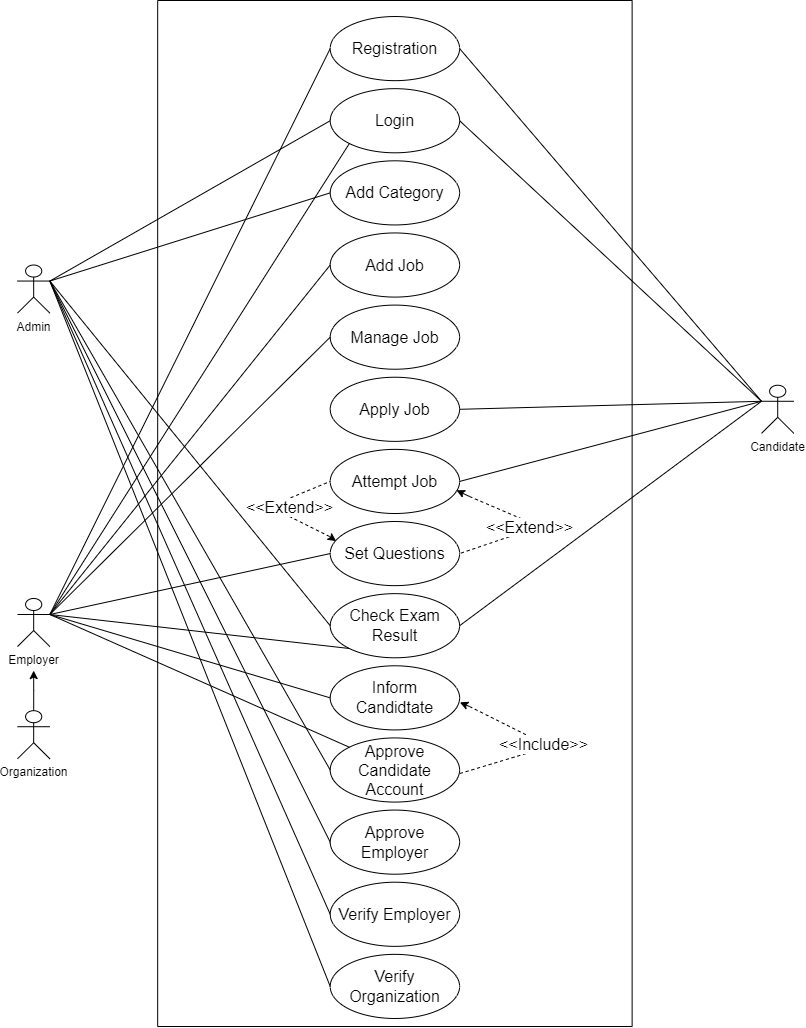 Registration
Login
Add Category
Add Job
Admin
Manage Job
Apply Job
Candidate
Attempt Job
<<Extend>>
<<Extend>>
Set Questions
Check Exam
Result
Employer
Inform
Candidtate
Organization
<<Include>>
Approve
Candidate
Account
Approve
Employer
Verify Employer
Verify
Organization